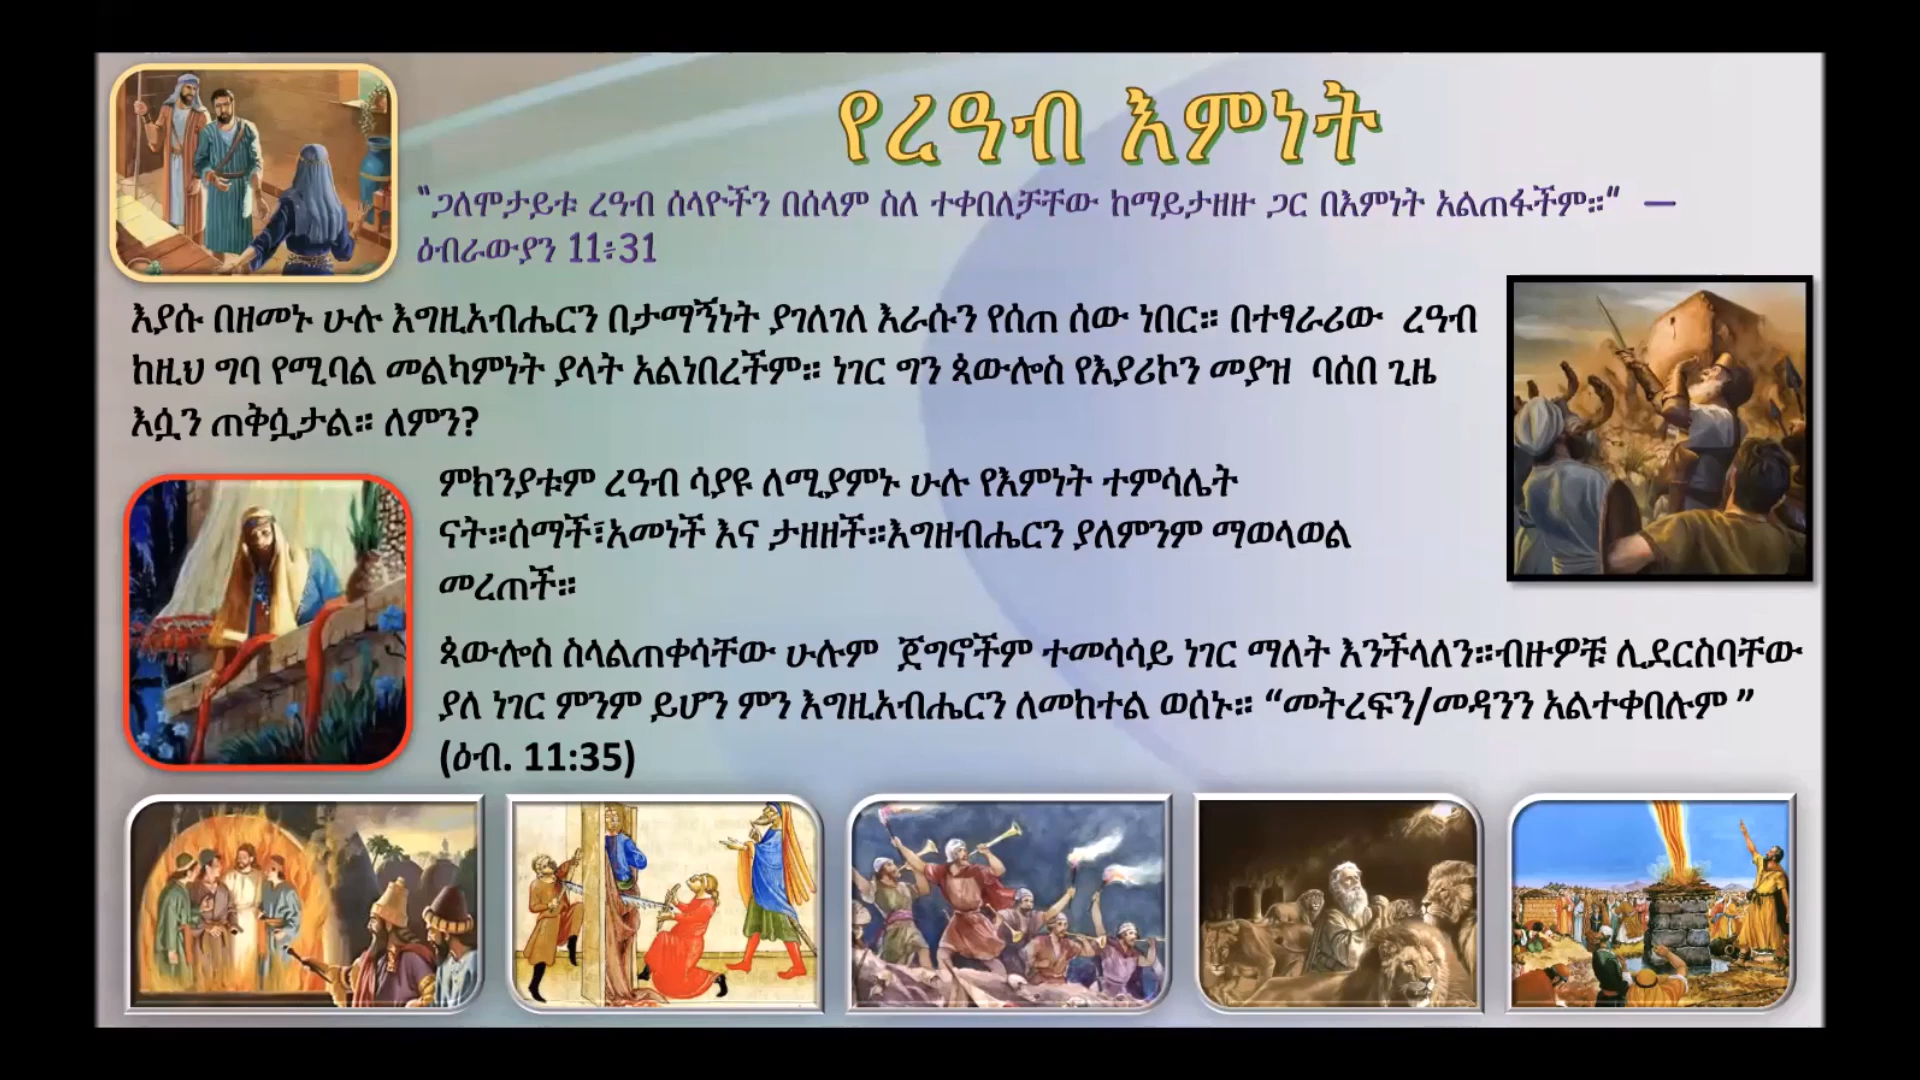 የረዓብ እምነት
“ጋለሞታይቱ ረዓብ ሰላዮችን በሰላም ስለ ተቀበለቻቸው ከማይታዘዙ ጋር በእምነት አልጠፋችም።” —
ዕብራውያን 11፥31
እያሱ በዘመኑ ሁሉ እግዚአብሔርን በታማኝነት ያገለገለ እራሱን የሰጠ ሰው ነበር። በተፃራሪው ረዓብ
ከዚህ ግባ የሚባል መልካምነት ያላት አልነበረችም። ነገር ግን ጳውሎስ የእያሪኮን መያዝ ባሰበ ጊዜ
እሷን ጠቅሷታል። ለምን?
ምክንያቱም ረዓብ ሳያዩ ለሚያምኑ ሁሉ የእምነት ተምሳሌት
ናት።ሰማች፣አመነች እና ታዘዘች።እግዘብሔርን ያለምንም ማወላወል
መረጠች።
ጳውሎስ ስላልጠቀሳቸው ሁሉም ጀግኖችም ተመሳሳይ ነገር ማለት እንችላለን።ብዙዎቹ ሊደርስባቸው
ያለ ነገር ምንም ይሆን ምን እግዚአብሔርን ለመከተል ወሰኑ። “መትረፍን/መዳንን አልተቀበሉም ”
(ዕብ. 11:35)